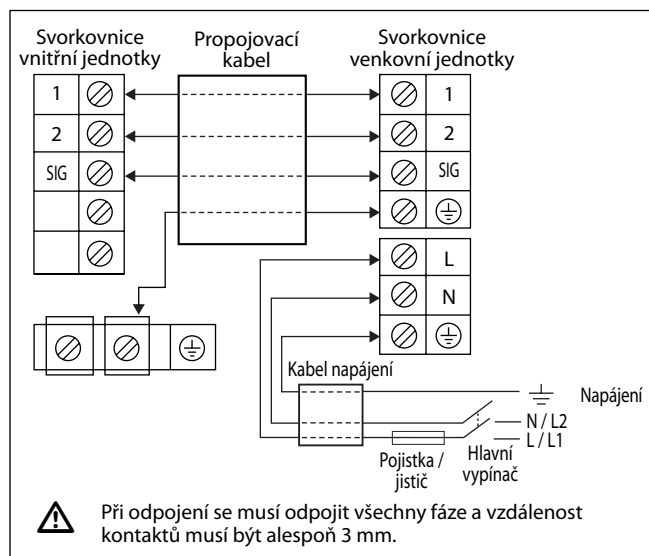 Svorkovnice
vnitřní jednotky
Propojovací
kabel
Svorkovnice
venkovní jednotky
1
2
SIG
1
2
SIG
L
N
Kabel napájení
Napájení
N / L2
L / L1
Pojistka /
jistič
Hlavní
vypínač
Při odpojení se musí odpojit všechny fáze a vzdálenost
kontaktů musí být alespoň 3 mm.